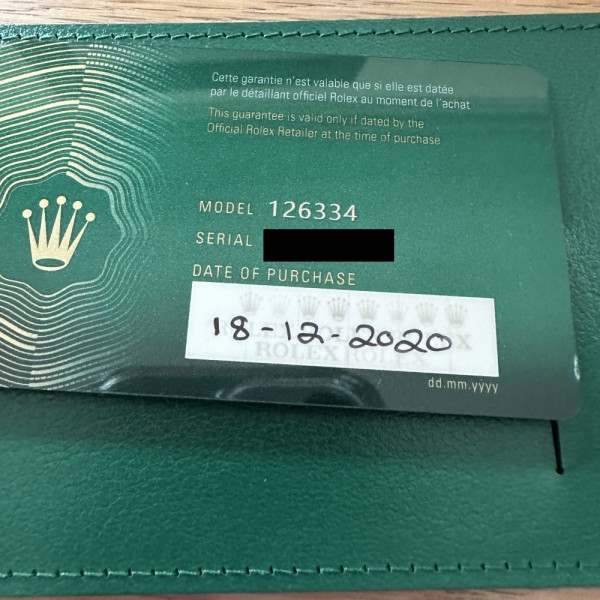 Cette garantie n'est valable que si elle est datée
par le détaillant officiel Rolex au moment de l'achat
This guarantee is valid only if dated by the
Official Rolex Retailer at the time of purchase
MODEL 126334
SERIAL
DATE OF PURCHASE
18-12-2020
ROLEX ROLEX
dd.mm.yyyy